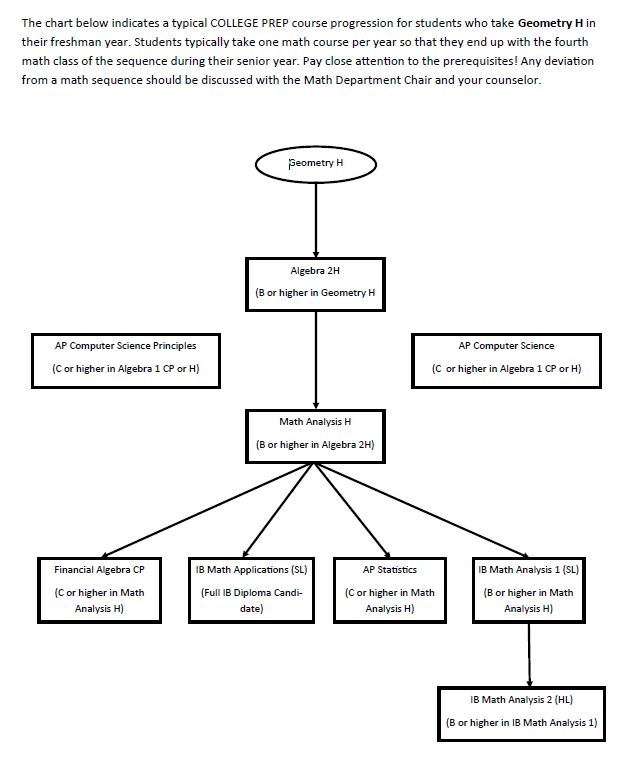 The chart below indicates a typical COLLEGE PREP course progression for students who take Geometry H in
their freshman year. Students typically take one math course per year so that they end up with the fourth
math class of the sequence during their senior year. Pay close attention to the prerequisites! Any deviation
from a math sequence should be discussed with the Math Department Chair and your counselor.
Geometry H
Algebra 2H
(B or higher in Geometry H
AP Computer Science Principles
(C or higher in Algebra 1 CP or H)
AP Computer Science
(C or higher in Algebra 1 CP or H)
Math Analysis H
(B or higher in Algebra 2H)
Financial Algebra CP
(C or higher in Math
Analysis H)
IB Math Applications (SL)
(Full IB Diploma Candi-
date)
AP Statistics
(C or higher in Math
Analysis H)
IB Math Analysis 1 (SL)
(B or higher in Math
Analysis H)
IB Math Analysis 2 (HL)
(B or higher in IB Math Analysis 1)